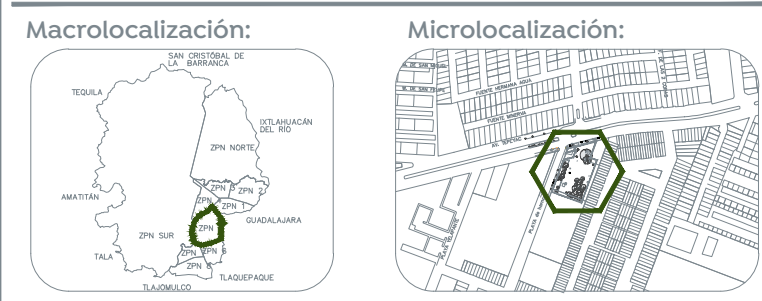 Macrolocalización:
SAN CRISTÓBAL DE
LA BARRANCA
TEQUILA
IXTLAHUACÁN
DEL RÍO
ZPN NORTE
ZPN 3
ZPN 2
ZPN
ZPN 1
AMATITÁN
GUADALAJARA
ZPN
ZPN SUR
ZPN 6
TALA
ZPN
ZPN
TLAQUEPAQUE
TLAJOMULCO
Microlocalización:
FUENTE HERMANA AGUA
FUENTE MINERVA
AV. TEPEYAC